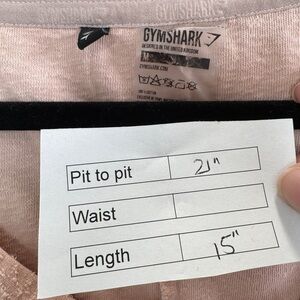 GYMSHARK
GYMSHARK
DESIGNED IN THE UNITED KINGDOM
M
GYMSHARK.COM
Pit to pit 21"
Waist
Length 15"